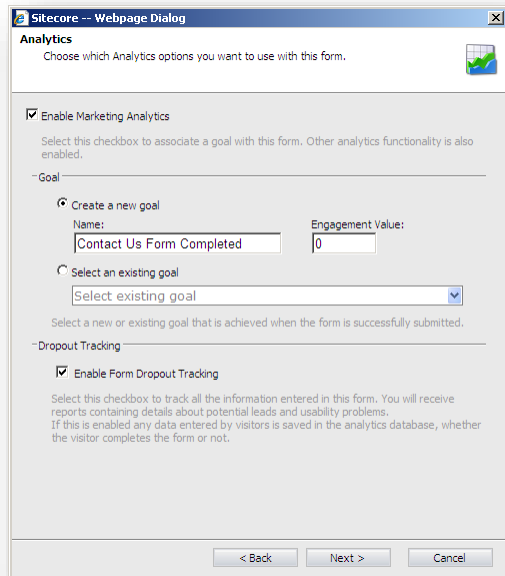 Sitecore -- Webpage Dialog
Analytics
Choose which Analytics options you want to use with this form.
Enable Marketing Analytics
Select this checkbox to associate a goal with this form. Other analytics functionality is also
enabled.
Goal
Create a new goal
Name: Engagement Value:
Contact Us Form Completed 0
Select an existing goal
Select existing goal
Select a new or existing goal that is achieved when the form is successfully submitted.
Dropout Tracking
Enable Form Dropout Tracking
Select this checkbox to track all the information entered in this form. You will receive
reports containing details about potential leads and usability problems.
If this is enabled any data entered by visitors is saved in the analytics database, whether
the visitor completes the form or not.
< Back Next > Cancel